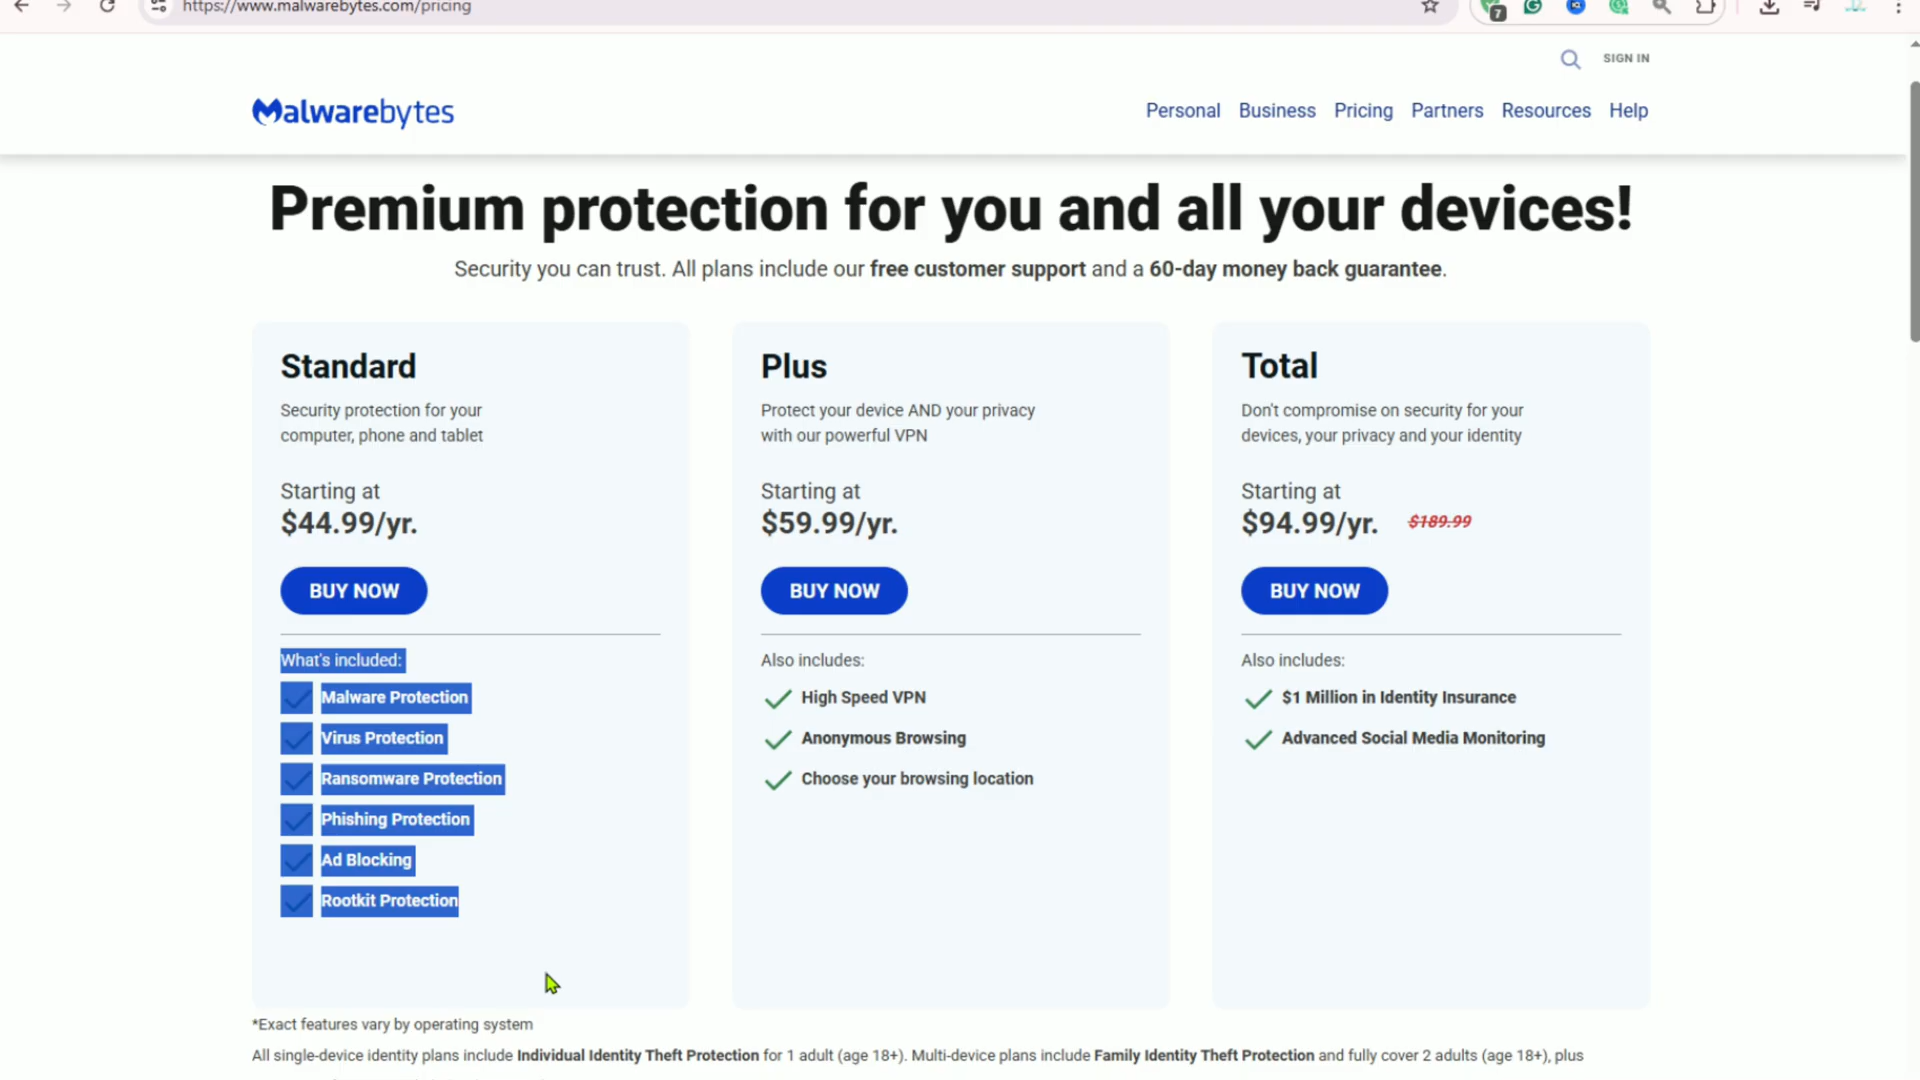 https://www.malwarebytes.com/pricing
7
SIGN IN
Malwarebytes
Personal Business Pricing Partners Resources Help
Premium protection for you and all your devices!
Security you can trust. All plans include our free customer support and a 60-day money back guarantee.
Standard
Security protection for your
computer, phone and tablet
Starting at
$44.99/yr.
BUY NOW
What's included:
Malware Protection
Virus Protection
Ransomware Protection
Phishing Protection
Ad Blocking
Rootkit Protection
Plus
Protect your device AND your privacy
with our powerful VPN
Starting at
$59.99/yr.
BUY NOW
Also includes:
High Speed VPN
Anonymous Browsing
Choose your browsing location
Total
Don't compromise on security for your
devices, your privacy and your identity
Starting at
$94.99/yr. $189.99
BUY NOW
Also includes:
$1 Million in Identity Insurance
Advanced Social Media Monitoring
*Exact features vary by operating system
All single-device identity plans include Individual Identity Theft Protection for 1 adult (age 18+). Multi-device plans include Family Identity Theft Protection and fully cover 2 adults (age 18+), plus